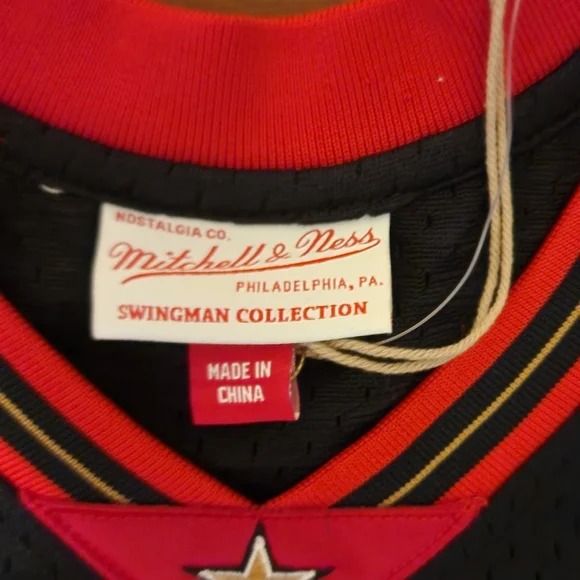 NOSTALGIA CO.
Mitchell & Ness
PHILADELPHIA, PA.
SWINGMAN COLLECTION
MADE IN
CHINA